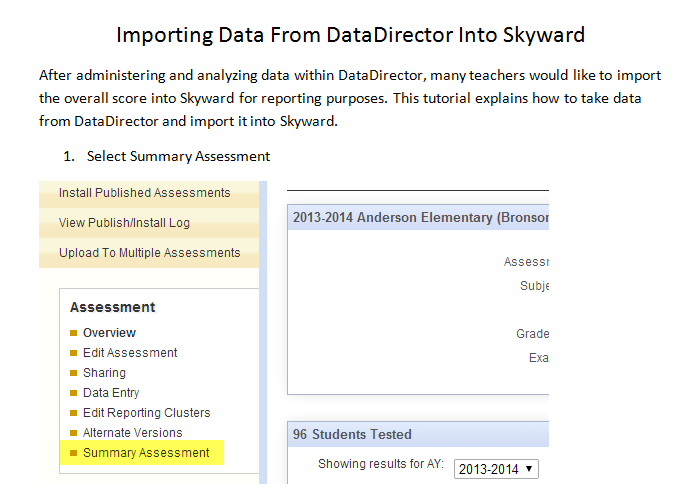 Importing Data From DataDirector Into Skyward
After administering and analyzing data within DataDirector, many teachers would like to import
the overall score into Skyward for reporting purposes. This tutorial explains how to take data
from DataDirector and import it into Skyward.
1. Select Summary Assessment
Install Published Assessments
View Publish/Install Log
Upload To Multiple Assessments
Assessment
Overview
Edit Assessment
Sharing
Data Entry
Edit Reporting Clusters
Alternate Versions
Summary Assessment
2013-2014 Anderson Elementary (Bronsor
Assessr
Subje
Grade
Exa
96 Students Tested
Showing results for AY: 2013-2014